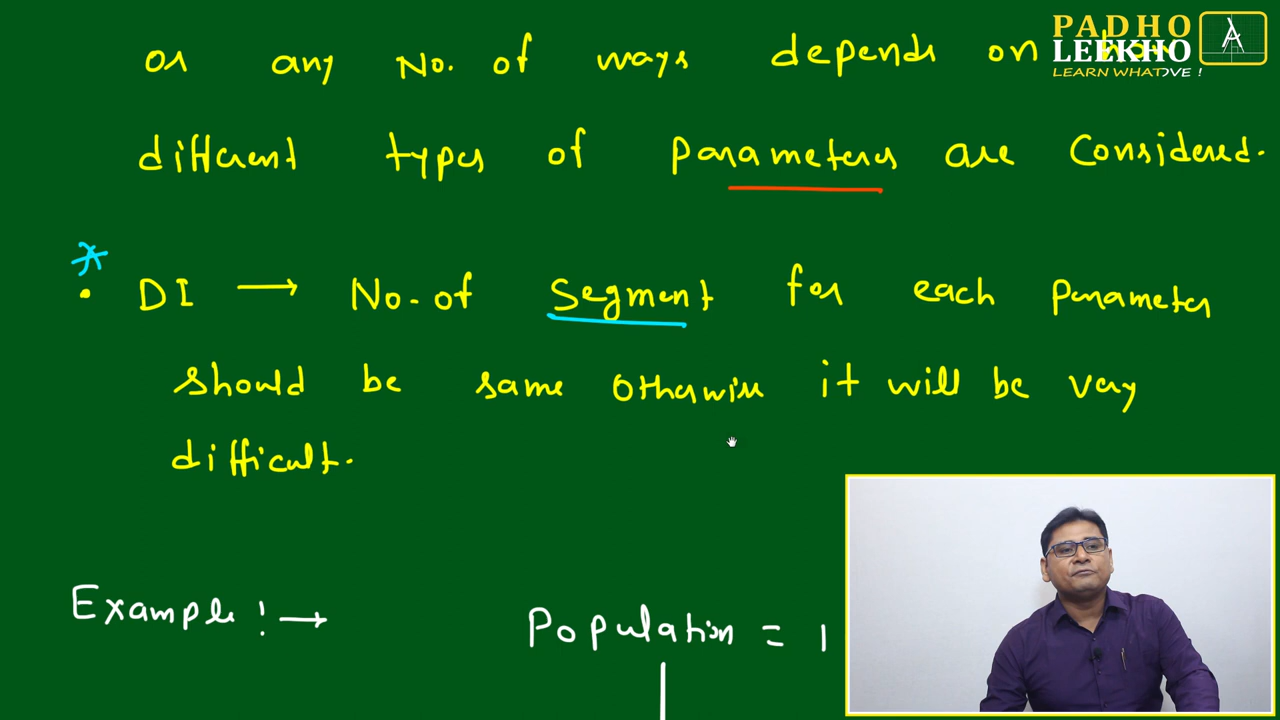 PADHO
LEEKHO
LEARN WHAT
OVE !
or any No. of ways depends on
different types of parameters are considered.
* • DI → No. of Segment for each parameter
should be same otherwise it will be very
difficult.
Example : → Population = 1